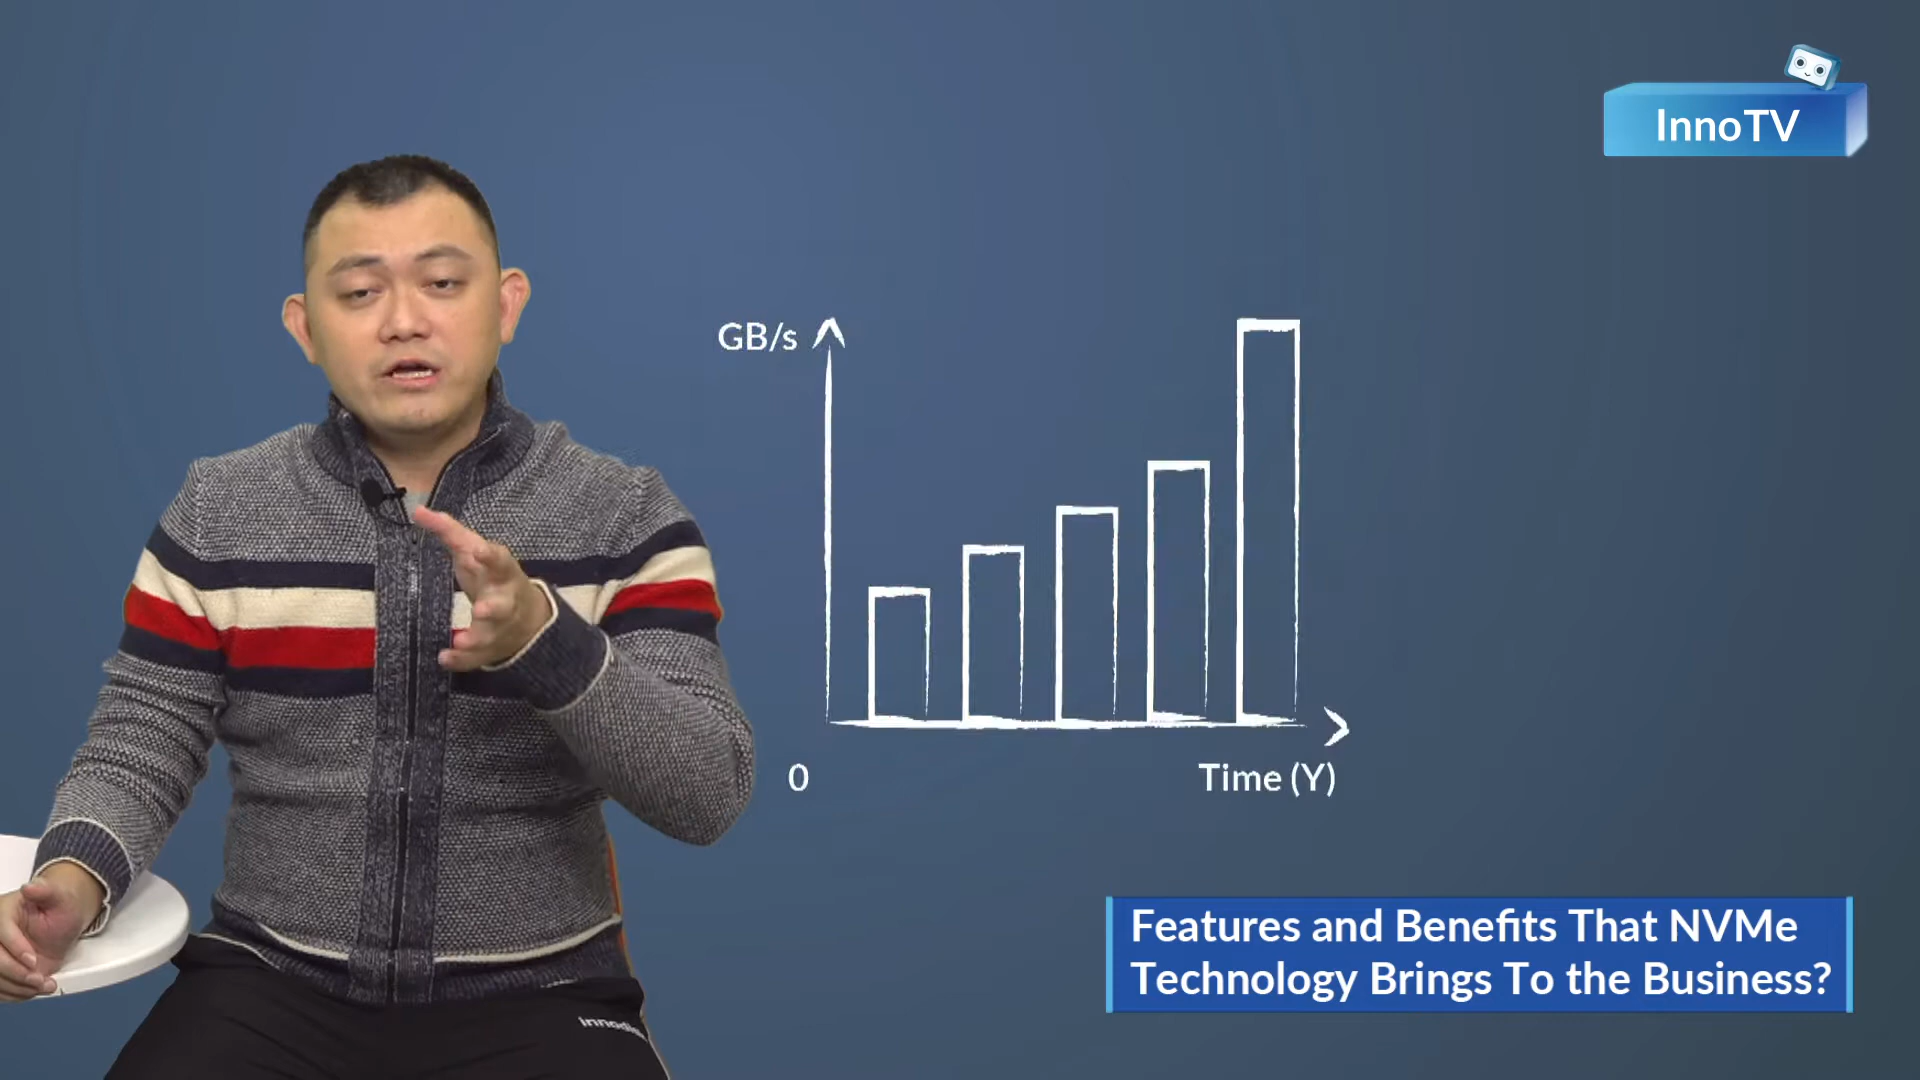 InnoTV
GB/s
0
Time (Y)
Features and Benefits That NVMe
Technology Brings To the Business?